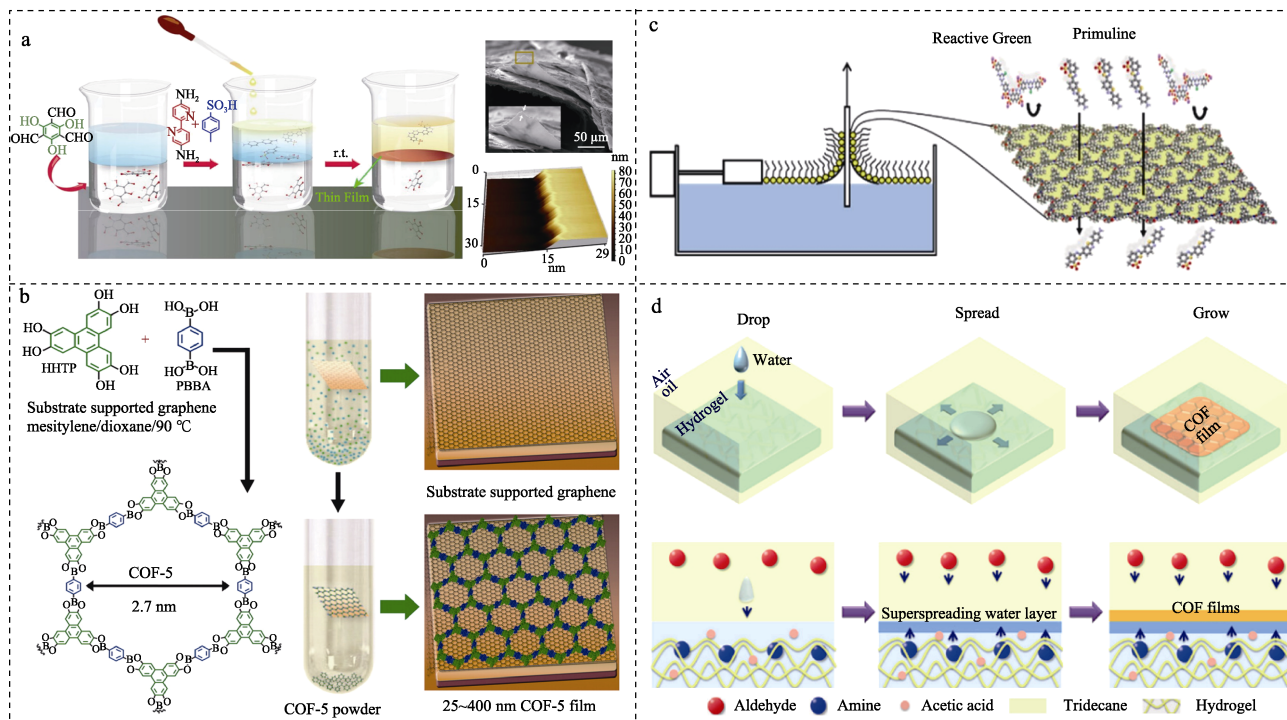 a
CHO
OH
OHC
CHO
HO
OH
NH₂
N
N
NH₂
+
SO₃H
r.t.
Thin Film
50 μm
nm
80
70
60
50
40
30
20
10
0
0
15
30
0
15
29
nm
b
OH
OH
HO
HO
OH
OH
HHTP
+
HO
OH
B
B
HO
OH
PBBA
Substrate supported graphene
mesitylene/dioxane/90 ℃
COF-5
2.7 nm
COF-5 powder
Substrate supported graphene
25~400 nm COF-5 film
c
Reactive Green
Primuline
d
Drop
Spread
Grow
Water
Air
oil
Hydrogel
COF
film
Superspreading water layer
COF films
Aldehyde
Amine
Acetic acid
Tridecane
Hydrogel